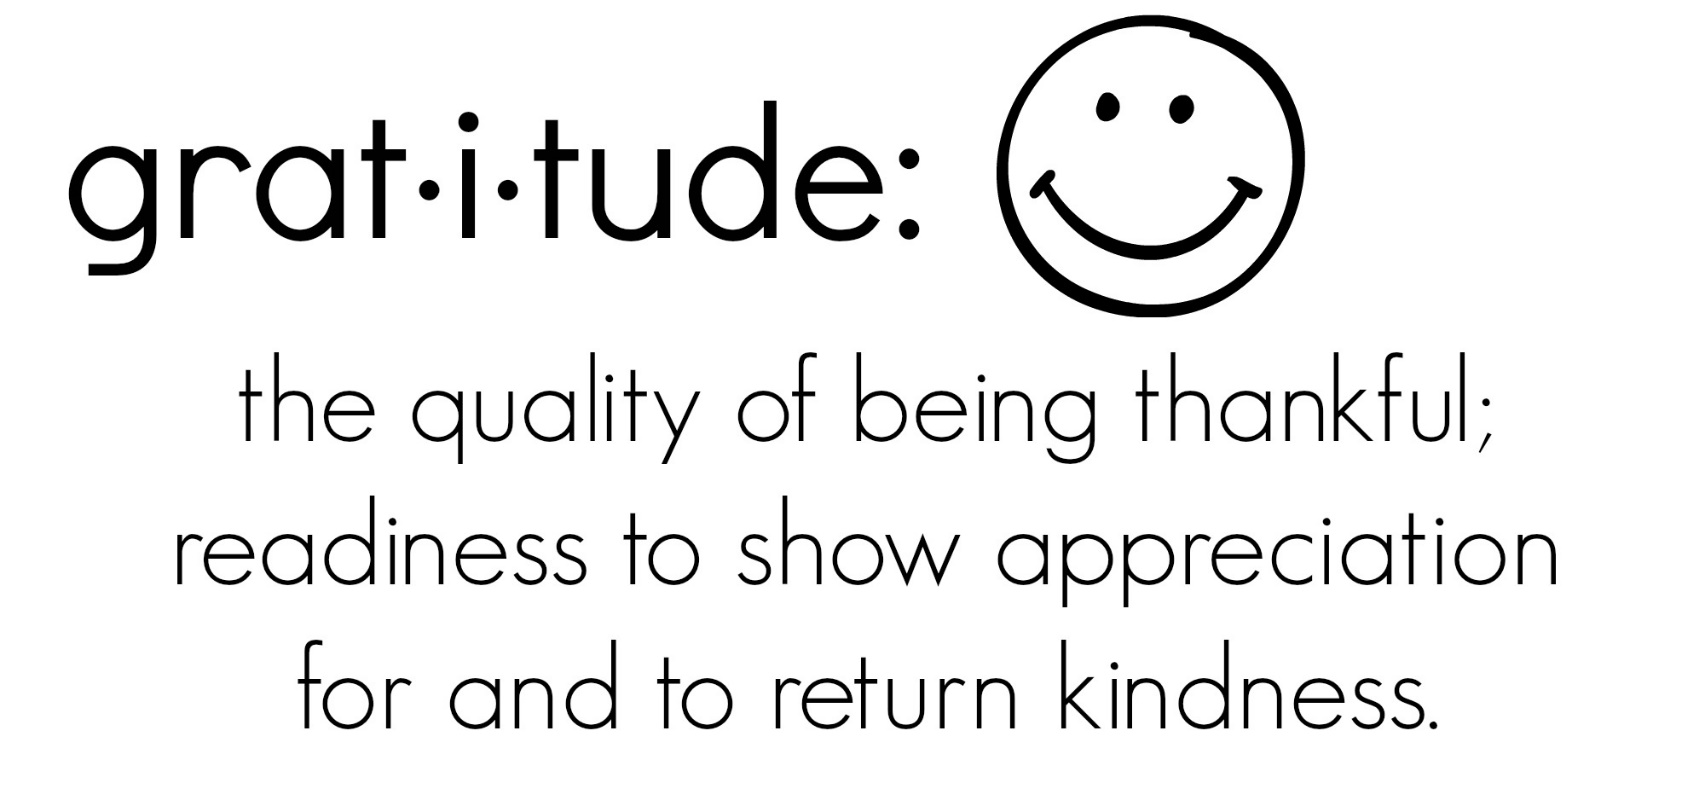 grat·i·tude:
the quality of being thankful;
readiness to show appreciation
for and to return kindness.